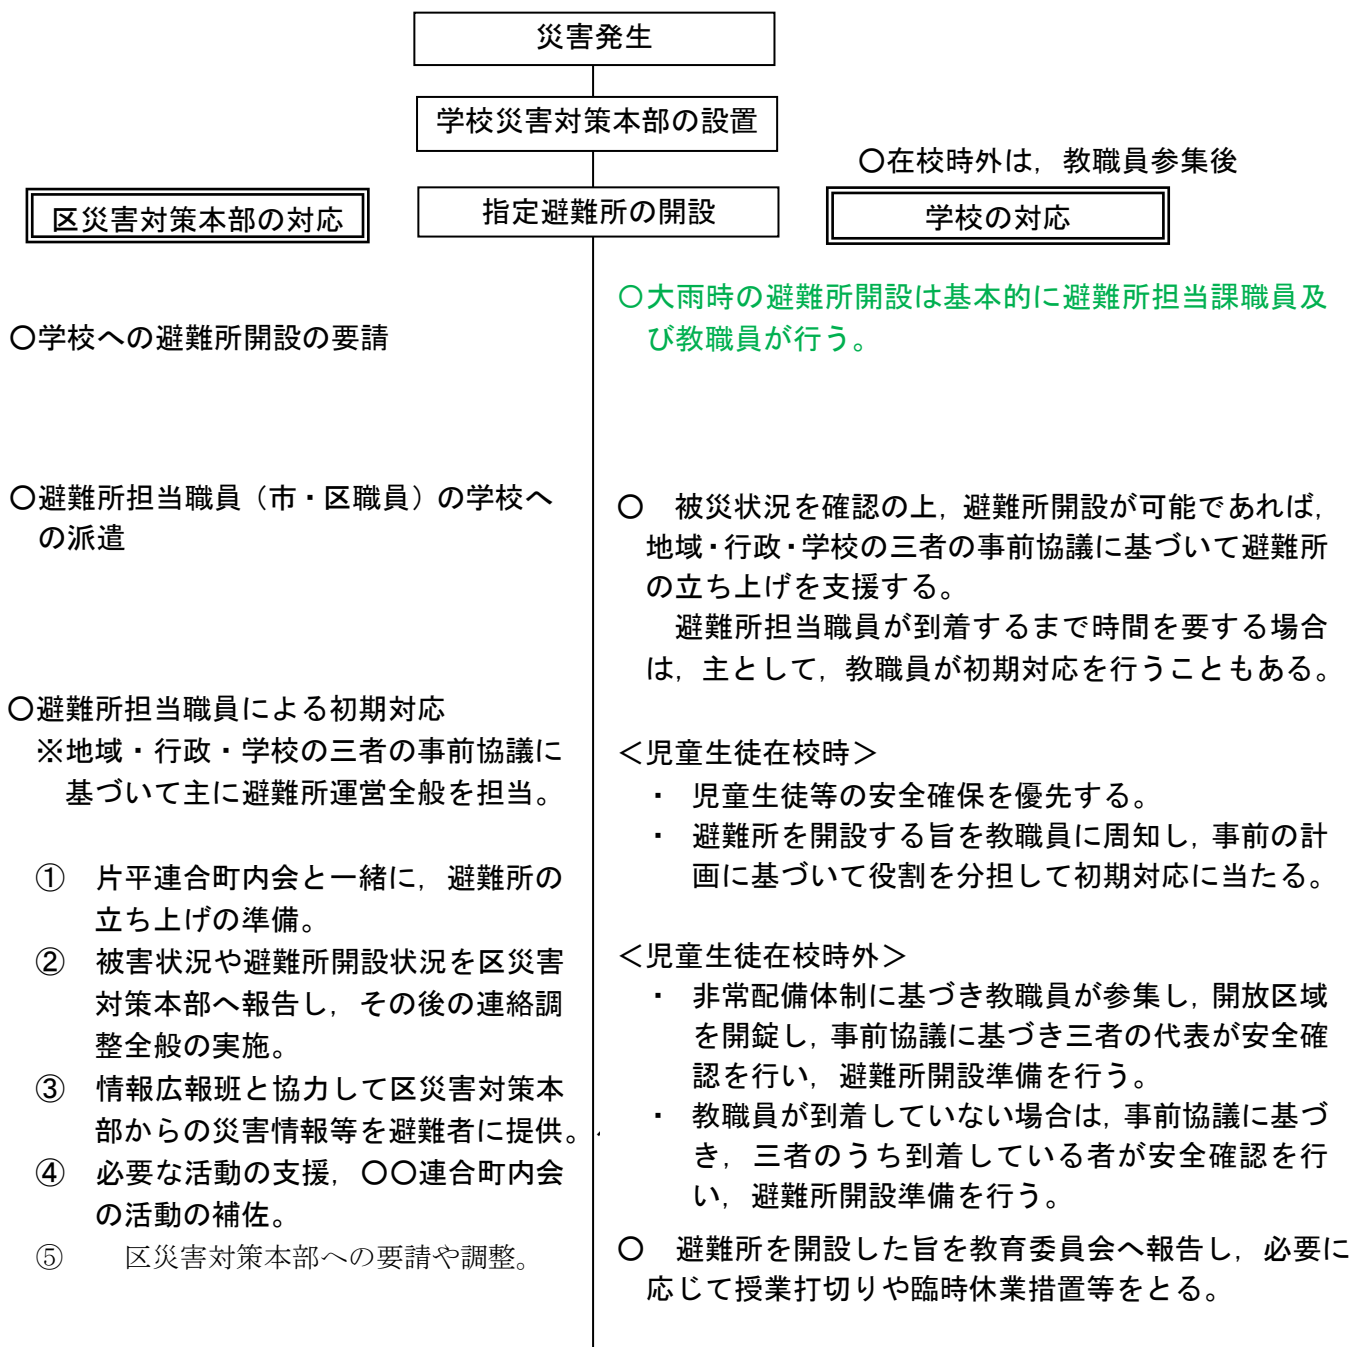 災害発生
学校災害対策本部の設置
〇在校時外は，教職員参集後
区災害対策本部の対応
指定避難所の開設
学校の対応
〇学校への避難所開設の要請
〇避難所担当職員（市・区職員）の学校へ
の派遣
〇避難所担当職員による初期対応
※地域・行政・学校の三者の事前協議に
基づいて主に避難所運営全般を担当。
① 片平連合町内会と一緒に，避難所の
立ち上げの準備。
② 被害状況や避難所開設状況を区災害
対策本部へ報告し，その後の連絡調
整全般の実施。
③ 情報広報班と協力して区災害対策本
部からの災害情報等を避難者に提供。
④ 必要な活動の支援，〇〇連合町内会
の活動の補佐。
⑤ 区災害対策本部への要請や調整。
〇大雨時の避難所開設は基本的に避難所担当課職員及
び教職員が行う。
〇 被災状況を確認の上，避難所開設が可能であれば，
地域・行政・学校の三者の事前協議に基づいて避難所
の立ち上げを支援する。
避難所担当職員が到着するまで時間を要する場合
は，主として，教職員が初期対応を行うこともある。
＜児童生徒在校時＞
・ 児童生徒等の安全確保を優先する。
・ 避難所を開設する旨を教職員に周知し，事前の計
画に基づいて役割を分担して初期対応に当たる。
＜児童生徒在校時外＞
・ 非常配備体制に基づき教職員が参集し，開放区域
を開錠し，事前協議に基づき三者の代表が安全確
認を行い，避難所開設準備を行う。
・ 教職員が到着していない場合は，事前協議に基づ
き，三者のうち到着している者が安全確認を行
い，避難所開設準備を行う。
〇 避難所を開設した旨を教育委員会へ報告し，必要に
応じて授業打切りや臨時休業措置等をとる。